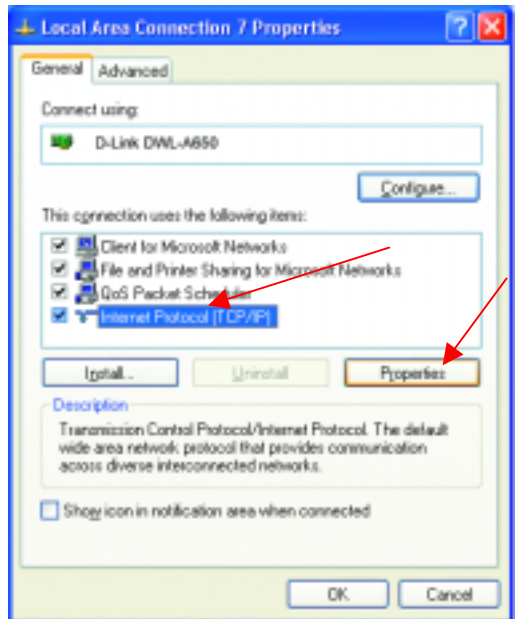 Local Area Connection 7 Properties
General
Advanced
Connect using:
D-Link DWL-A650
Configure...
This connection uses the following items:
Client for Microsoft Networks
File and Printer Sharing for Microsoft Networks
QoS Packet Scheduler
Internet Protocol (TCP/IP)
Install...
Uninstall
Properties
Description
Transmission Control Protocol/Internet Protocol. The default
wide area network protocol that provides communication
across diverse interconnected networks.
Show icon in notification area when connected
OK
Cancel